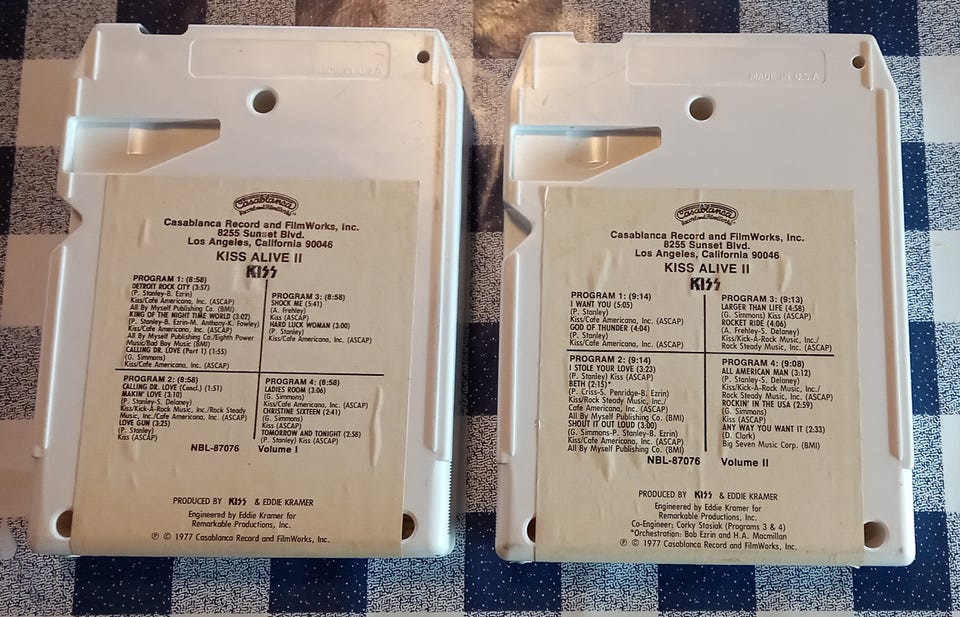 MADE IN U.S.A.
Casablanca
Record and FilmWorks
Casablanca Record and FilmWorks, Inc.
8255 Sunset Blvd.
Los Angeles, California 90046
KISS ALIVE II
KISS
PROGRAM 1: (8:58)
DETROIT ROCK CITY (3:57)
(P. Stanley-B. Ezrin)
Kiss/Cafe Americana, Inc. (ASCAP)
All By Myself Publishing Co. (BMI)
KING OF THE NIGHT TIME WORLD (3:02)
(P. Stanley-B. Ezrin-M. Anthony-K. Fowley)
Kiss/Cafe Americana, Inc. (ASCAP)
All By Myself Publishing Co./Eighth Power
Music/Bad Boy Music (BMI)
CALLING DR. LOVE (Part 1) (1:55)
(G. Simmons)
Kiss/Cafe Americana, Inc. (ASCAP)
PROGRAM 3: (8:58)
SHOCK ME (5:41)
(A. Frehley)
Kiss (ASCAP)
HARD LUCK WOMAN (3:00)
(P. Stanley)
Kiss/Cafe Americana, Inc. (ASCAP)
PROGRAM 2: (8:58)
CALLING DR. LOVE (Concl.) (1:51)
MAKIN' LOVE (3:10)
(P. Stanley-S. Delaney)
Kiss/Kick-A-Rock Music, Inc./Rock Steady
Music, Inc./Cafe Americana, Inc. (ASCAP)
LOVE GUN (3:25)
(P. Stanley)
Kiss (ASCAP)
PROGRAM 4: (8:58)
LADIES ROOM (3:06)
(G. Simmons)
Kiss/Cafe Americana, Inc. (ASCAP)
CHRISTINE SIXTEEN (2:41)
(G. Simmons)
Kiss (ASCAP)
TOMORROW AND TONIGHT (2:58)
(P. Stanley) Kiss (ASCAP)
NBL-87076 Volume I
PRODUCED BY KISS & EDDIE KRAMER
Engineered by Eddie Kramer for
Remarkable Productions, Inc.
℗ © 1977 Casablanca Record and FilmWorks, Inc.
MADE IN U.S.A
Casablanca
Record and FilmWorks
Casablanca Record and FilmWorks, Inc.
8255 Sunset Blvd.
Los Angeles, California 90046
KISS ALIVE II
KISS
PROGRAM 1: (9:14)
I WANT YOU (5:05)
(P. Stanley)
Kiss/Cafe Americana, Inc. (ASCAP)
GOD OF THUNDER (4:04)
(P. Stanley)
Kiss/Cafe Americana, Inc. (ASCAP)
PROGRAM 3: (9:13)
LARGER THAN LIFE (4:58)
(G. Simmons) Kiss (ASCAP)
ROCKET RIDE (4:06)
(A. Frehley-S. Delaney)
Kiss/Kick-A-Rock Music, Inc./
Rock Steady Music, Inc. (ASCAP)
PROGRAM 2: (9:14)
I STOLE YOUR LOVE (3:23)
(P. Stanley) Kiss (ASCAP)
BETH (2:15)*
(P. Criss-S. Penridge-B. Ezrin)
Kiss/Rock Steady Music, Inc./
Cafe Americana, Inc. (ASCAP)
All By Myself Publishing Co. (BMI)
SHOUT IT OUT LOUD (3:00)
(G. Simmons-P. Stanley-B. Ezrin)
Kiss/Cafe Americana, Inc. (ASCAP)
All By Myself Publishing Co. (BMI)
PROGRAM 4: (9:08)
ALL AMERICAN MAN (3:12)
(P. Stanley-S. Delaney)
Kiss/Kick-A-Rock Music, Inc./
Rock Steady Music, Inc. (ASCAP)
ROCKIN' IN THE USA (2:59)
(G. Simmons)
Kiss (ASCAP)
ANY WAY YOU WANT IT (2:33)
(D. Clark)
Big Seven Music Corp. (BMI)
NBL-87076 Volume II
PRODUCED BY KISS & EDDIE KRAMER
Engineered by Eddie Kramer for
Remarkable Productions, Inc.
Co-Engineer: Corky Stasiak (Programs 3 & 4)
*Orchestration: Bob Ezrin and H.A. Macmillan
℗ © 1977 Casablanca Record and FilmWorks, Inc.